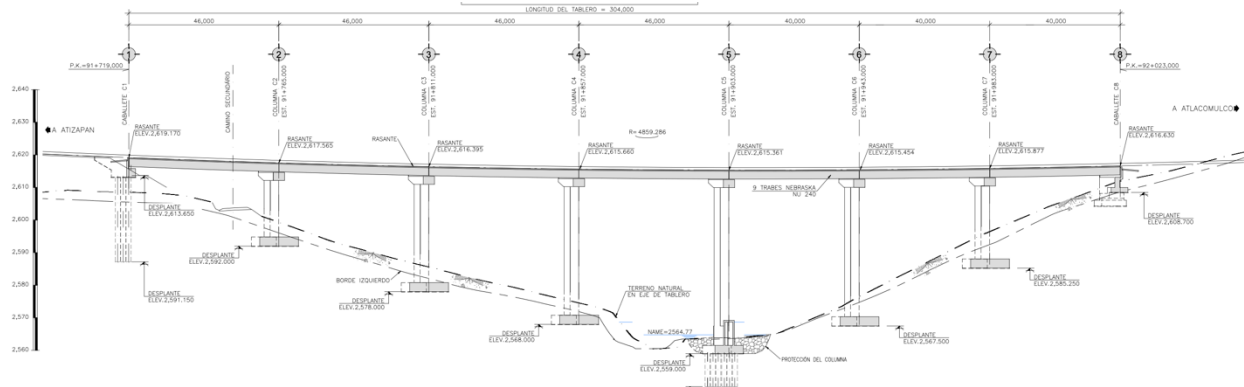 LONGITUD DEL TABLERO = 304,000
46,000
46,000
46,000
46,000
40,000
40,000
40,000
1
2
3
4
5
6
7
8
P.K.=91+719,000
P.K.=92+023,000
CABALLETE C1
CAMINO SECUNDARIO
COLUMNA C2
EST. 91+765.000
COLUMNA C3
EST. 91+811.000
COLUMNA C4
EST. 91+857.000
COLUMNA C5
EST. 91+903.000
COLUMNA C6
EST. 91+943.000
COLUMNA C7
EST. 91+983.000
CABALLETE C8
2,640
2,630
2,620
2,610
2,600
2,590
2,580
2,570
2,560
A ATIZAPAN
A ATLACOMULCO
RASANTE
ELEV.2,619.170
RASANTE
ELEV.2,617.565
RASANTE
RASANTE
ELEV.2,616.395
RASANTE
ELEV.2,615.660
R=4859.286
RASANTE
ELEV.2,615.361
RASANTE
ELEV.2,615.454
RASANTE
ELEV.2,615.877
RASANTE
ELEV.2,616.630
9 TRABES NEBRASKA
NU 240
DESPLANTE
ELEV.2,613.650
DESPLANTE
ELEV.2,591.150
DESPLANTE
ELEV.2,592.000
BORDE IZQUIERDO
DESPLANTE
ELEV.2,578.000
TERRENO NATURAL
EN EJE DE TABLERO
DESPLANTE
ELEV.2,568.000
NAME=2564.77
DESPLANTE
ELEV.2,559.000
PROTECCIÓN DEL COLUMNA
DESPLANTE
ELEV.2,567.500
DESPLANTE
ELEV.2,585.250
DESPLANTE
ELEV.2,608.700